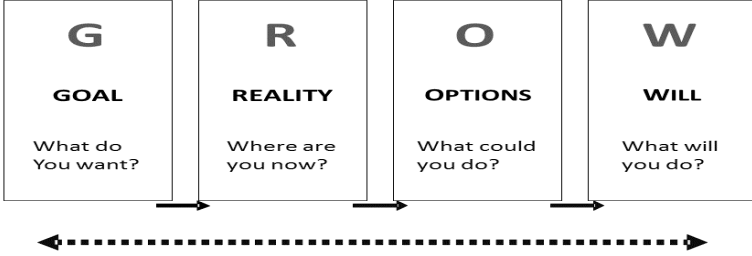 G
GOAL
What do
You want?
R
REALITY
Where are
you now?
O
OPTIONS
What could
you do?
W
WILL
What will
you do?